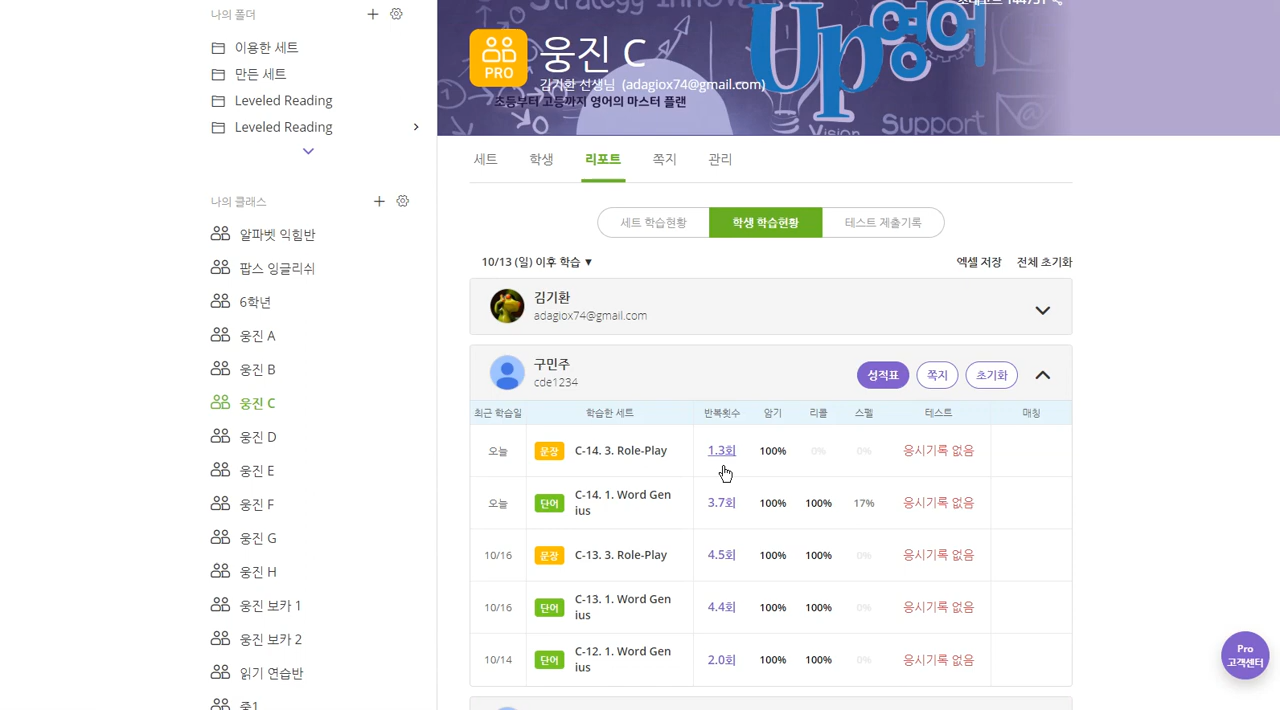 나의 폴더
이용한 세트
만든 세트
Leveled Reading
Leveled Reading
나의 클래스
알파벳 익힘반
팝스 잉글리쉬
6학년
웅진 A
웅진 B
웅진 C
웅진 D
웅진 E
웅진 F
웅진 G
웅진 H
웅진 보카 1
웅진 보카 2
읽기 연습반
중1
Strategy Innova
초대코드 144731
Up영어
PRO
웅진 C
김기환 선생님 (adagiox74@gmail.com)
초등부터 고등까지 영어의 마스터 플랜
Vision
Support
세트 학생 리포트 쪽지 관리
세트 학습현황 학생 학습현황 테스트 제출기록
10/13 (일) 이후 학습 ▼ 엑셀 저장 전체 초기화
김기환
adagiox74@gmail.com
구민주
cde1234
성적표 쪽지 초기화
최근 학습일 학습한 세트 반복횟수 암기 리콜 스펠 테스트 매칭
오늘 문장 C-14. 3. Role-Play 1.3회 100% 0% 0% 응시기록 없음
오늘 단어 C-14. 1. Word Gen
ius 3.7회 100% 100% 17% 응시기록 없음
10/16 문장 C-13. 3. Role-Play 4.5회 100% 100% 0% 응시기록 없음
10/16 단어 C-13. 1. Word Gen
ius 4.4회 100% 100% 0% 응시기록 없음
10/14 단어 C-12. 1. Word Gen
ius 2.0회 100% 100% 0% 응시기록 없음
Pro
고객센터